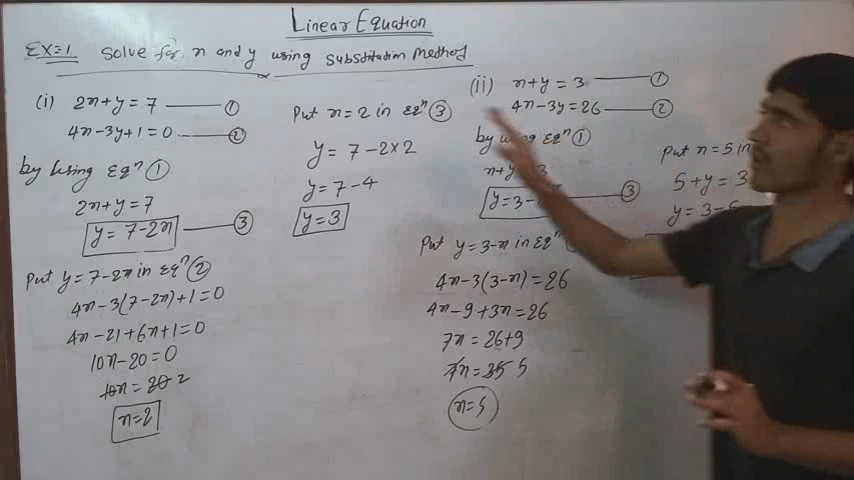 Linear Equation
EX=1 Solve for x and y using substitution method
(i) 2x+y=7 ①
4x-3y+1=0 ②
by using Eqⁿ ①
2x+y=7
y=7-2x ③
Put y=7-2x in Eqⁿ ②
4x-3(7-2x)+1=0
4x-21+6x+1=0
10x-20=0
10x=20 2
x=2
Put x=2 in Eqⁿ ③
y=7-2×2
y=7-4
y=3
(ii) x+y=3 ①
4x-3y=26 ②
by using Eqⁿ ①
x+y 3
y=3- ③
Put y=3-x in Eqⁿ
4x-3(3-x)=26
4x-9+3x=26
7x=26+9
7x=35 5
x=5
Put x=5 in
5+y=3
y=3-5